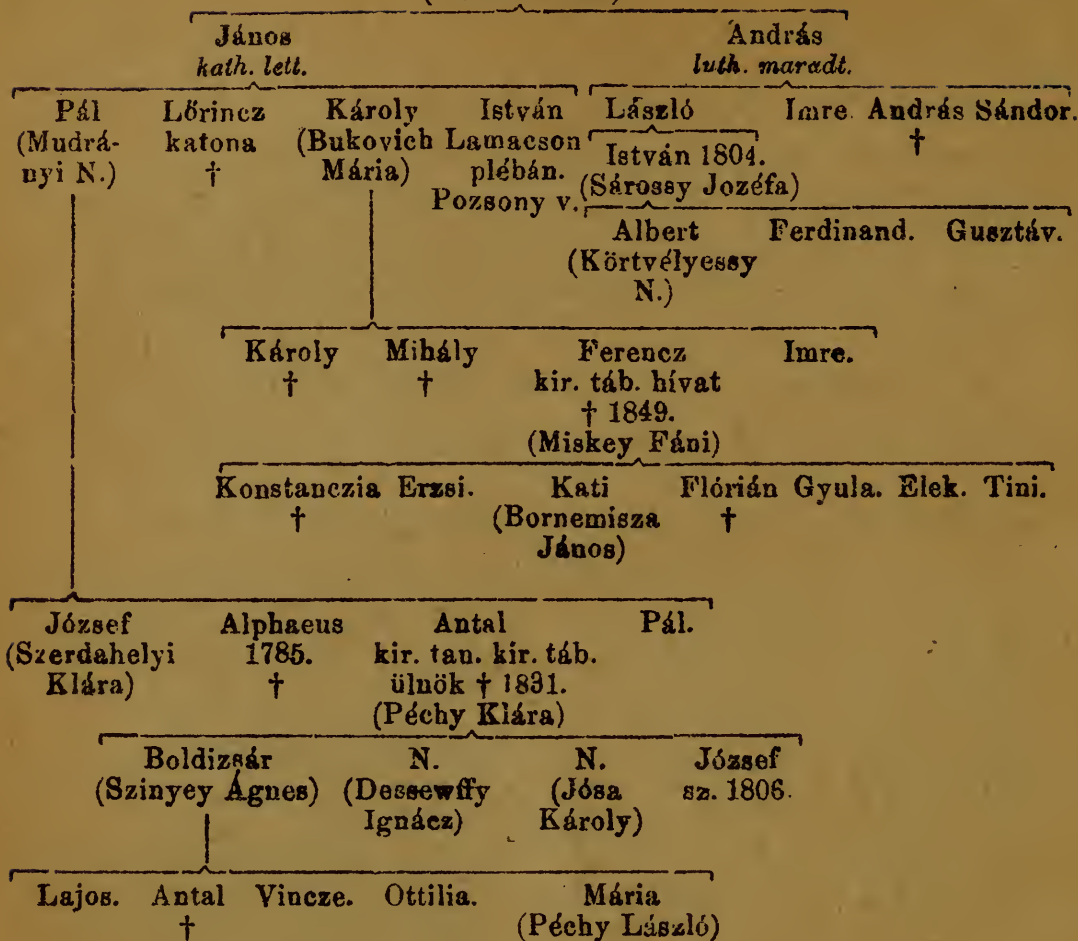 János András
kath. lett. luth. maradt.
Pál Lőrincz Károly István László Imre. András Sándor.
(Mudrá- katona (Bukovich Lamacson István 1804. †
nyi N.) † Mária) plébán. (Sárossy Jozéfa)
Pozsony v.
Albert Ferdinand. Gusztáv.
(Körtvélyessy
N.)
Károly Mihály Ferencz Imre.
† † kir. táb. hívat
† 1849.
(Miskey Fáni)
Konstanczia Erzsi. Kati Flórián Gyula. Elek. Tini.
† (Bornemisza †
János)
József Alphaeus Antal Pál.
(Szerdahelyi 1785. kir. tan. kir. táb.
Klára) † ülnök † 1831.
(Péchy Klára)
Boldizsár N. N. József
(Szinyey Ágnes) (Dessewffy (Jósa sz. 1806.
Ignácz) Károly)
Lajos. Antal Vincze. Ottilia. Mária
† (Péchy László)